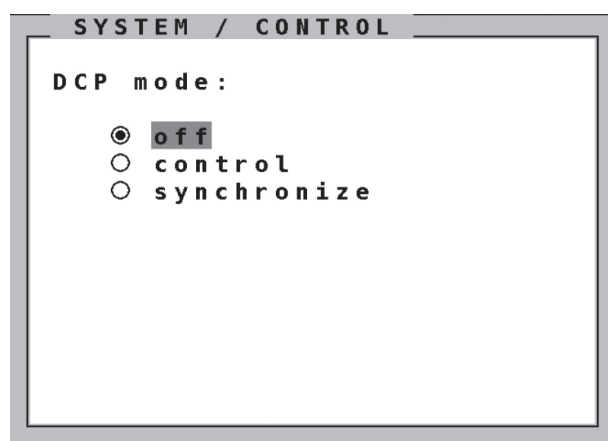 SYSTEM / CONTROL
DCP mode:
off
control
synchronize